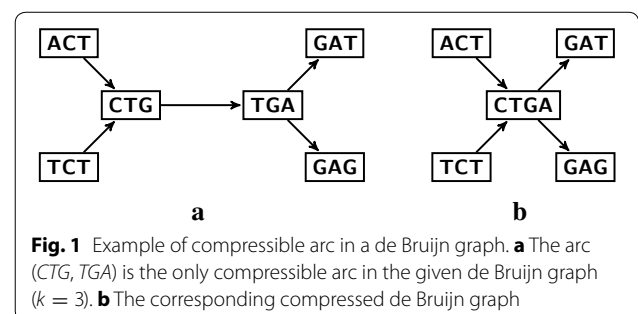 ACT GAT ACT GAT
CTG TGA CTGA
TCT GAG TCT GAG
a b
Fig. 1 Example of compressible arc in a de Bruijn graph. a The arc
(CTG, TGA) is the only compressible arc in the given de Bruijn graph
(k = 3). b The corresponding compressed de Bruijn graph